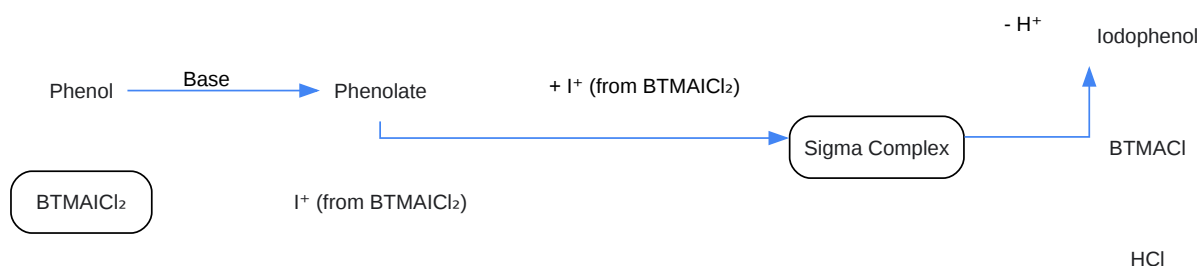 - H⁺
Iodophenol
Base
Phenol
Phenolate
+ I⁺ (from BTMAICl₂)
Sigma Complex
BTMACl
BTMAICl₂
I⁺ (from BTMAICl₂)
HCl